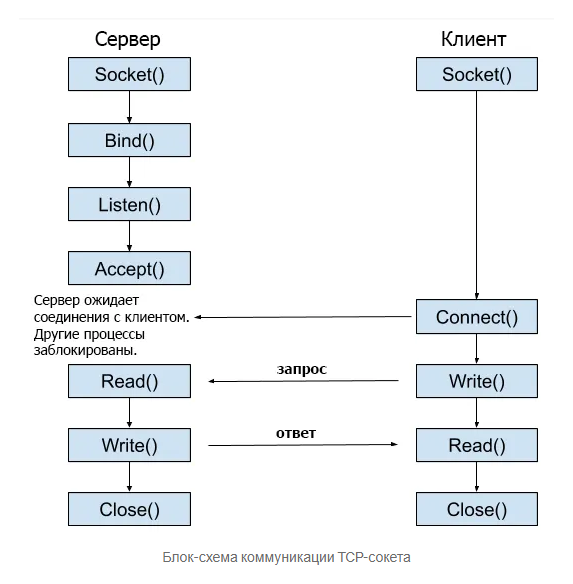 Сервер
Клиент
Socket()
Socket()
Bind()
Listen()
Accept()
Сервер ожидает
соединения с клиентом.
Другие процессы
заблокированы.
Connect()
Read()
запрос
Write()
Write()
ответ
Read()
Close()
Close()
Блок-схема коммуникации TCP-сокета